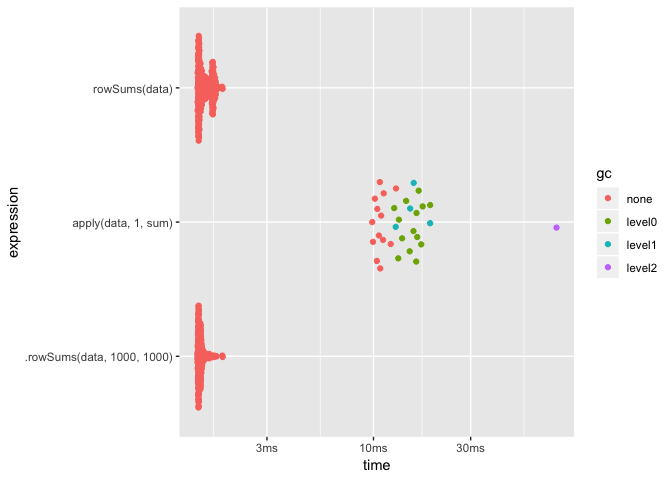 rowSums(data)
apply(data, 1, sum)
.rowSums(data, 1000, 1000)
expression
3ms
10ms
30ms
time
gc
none
level0
level1
level2